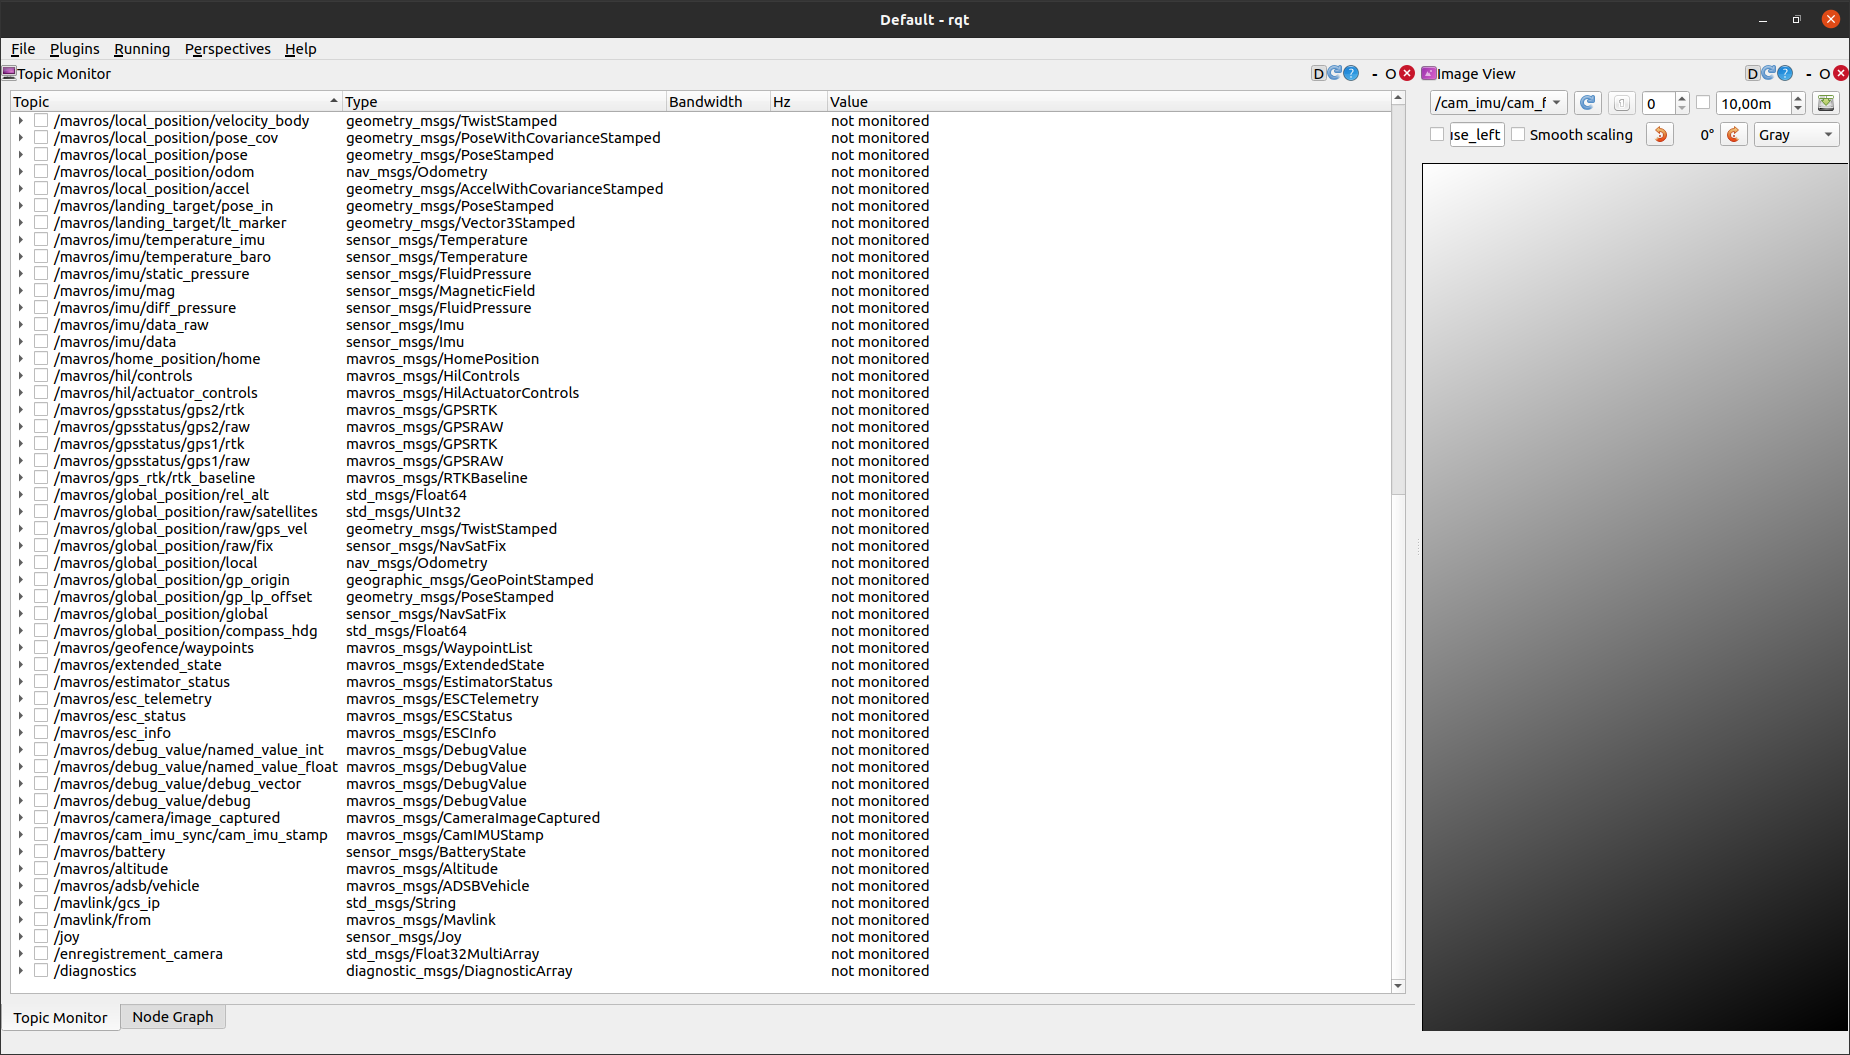 Default - rqt
File Plugins Running Perspectives Help
Topic Monitor D ? - O Image View D ? - O
Topic Type Bandwidth Hz Value
/cam_imu/cam_f 0 10,00m
Smooth scaling 0° Gray
/mavros/local_position/velocity_body geometry_msgs/TwistStamped not monitored
/mavros/local_position/pose_cov geometry_msgs/PoseWithCovarianceStamped not monitored
/mavros/local_position/pose geometry_msgs/PoseStamped not monitored
/mavros/local_position/odom nav_msgs/Odometry not monitored
/mavros/local_position/accel geometry_msgs/AccelWithCovarianceStamped not monitored
/mavros/landing_target/pose_in geometry_msgs/PoseStamped not monitored
/mavros/landing_target/lt_marker geometry_msgs/Vector3Stamped not monitored
/mavros/imu/temperature_imu sensor_msgs/Temperature not monitored
/mavros/imu/temperature_baro sensor_msgs/Temperature not monitored
/mavros/imu/static_pressure sensor_msgs/FluidPressure not monitored
/mavros/imu/mag sensor_msgs/MagneticField not monitored
/mavros/imu/diff_pressure sensor_msgs/FluidPressure not monitored
/mavros/imu/data_raw sensor_msgs/Imu not monitored
/mavros/imu/data sensor_msgs/Imu not monitored
/mavros/home_position/home mavros_msgs/HomePosition not monitored
/mavros/hil/controls mavros_msgs/HilControls not monitored
/mavros/hil/actuator_controls mavros_msgs/HilActuatorControls not monitored
/mavros/gpsstatus/gps2/rtk mavros_msgs/GPSRTK not monitored
/mavros/gpsstatus/gps2/raw mavros_msgs/GPSRAW not monitored
/mavros/gpsstatus/gps1/rtk mavros_msgs/GPSRTK not monitored
/mavros/gpsstatus/gps1/raw mavros_msgs/GPSRAW not monitored
/mavros/gps_rtk/rtk_baseline mavros_msgs/RTKBaseline not monitored
/mavros/global_position/rel_alt std_msgs/Float64 not monitored
/mavros/global_position/raw/satellites std_msgs/UInt32 not monitored
/mavros/global_position/raw/gps_vel geometry_msgs/TwistStamped not monitored
/mavros/global_position/raw/fix sensor_msgs/NavSatFix not monitored
/mavros/global_position/local nav_msgs/Odometry not monitored
/mavros/global_position/gp_origin geographic_msgs/GeoPointStamped not monitored
/mavros/global_position/gp_lp_offset geometry_msgs/PoseStamped not monitored
/mavros/global_position/global sensor_msgs/NavSatFix not monitored
/mavros/global_position/compass_hdg std_msgs/Float64 not monitored
/mavros/geofence/waypoints mavros_msgs/WaypointList not monitored
/mavros/extended_state mavros_msgs/ExtendedState not monitored
/mavros/estimator_status mavros_msgs/EstimatorStatus not monitored
/mavros/esc_telemetry mavros_msgs/ESCTelemetry not monitored
/mavros/esc_status mavros_msgs/ESCStatus not monitored
/mavros/esc_info mavros_msgs/ESCInfo not monitored
/mavros/debug_value/named_value_int mavros_msgs/DebugValue not monitored
/mavros/debug_value/named_value_float mavros_msgs/DebugValue not monitored
/mavros/debug_value/debug_vector mavros_msgs/DebugValue not monitored
/mavros/debug_value/debug mavros_msgs/DebugValue not monitored
/mavros/camera/image_captured mavros_msgs/CameraImageCaptured not monitored
/mavros/cam_imu_sync/cam_imu_stamp mavros_msgs/CamIMUStamp not monitored
/mavros/battery sensor_msgs/BatteryState not monitored
/mavros/altitude mavros_msgs/Altitude not monitored
/mavros/adsb/vehicle mavros_msgs/ADSBVehicle not monitored
/mavlink/gcs_ip std_msgs/String not monitored
/mavlink/from mavros_msgs/Mavlink not monitored
/joy sensor_msgs/Joy not monitored
/enregistrement_camera std_msgs/Float32MultiArray not monitored
/diagnostics diagnostic_msgs/DiagnosticArray not monitored
Topic Monitor Node Graph